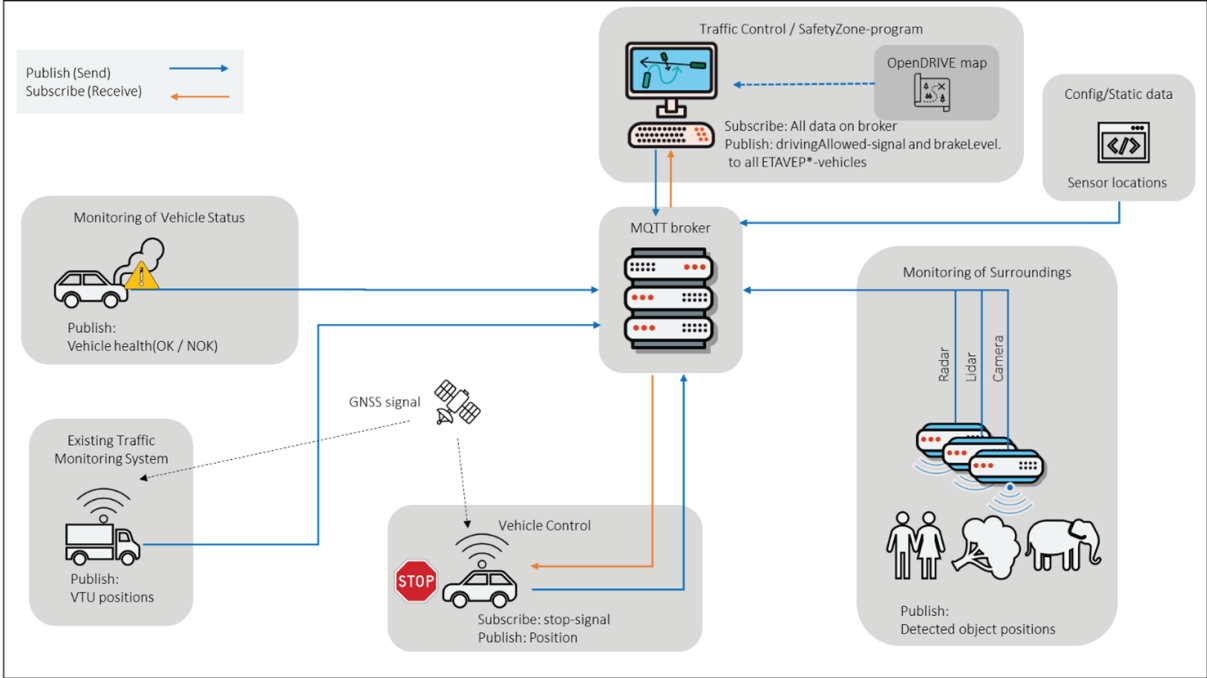 Publish (Send)
Subscribe (Receive)
Traffic Control / SafetyZone-program
OpenDRIVE map
Subscribe: All data on broker
Publish: drivingAllowed-signal and brakeLevel.
to all ETAVEP*-vehicles
Config/Static data
</>
Sensor locations
Monitoring of Vehicle Status
!
Publish:
Vehicle health(OK / NOK)
MQTT broker
Monitoring of Surroundings
Radar
Lidar
Camera
Publish:
Detected object positions
GNSS signal
Existing Traffic
Monitoring System
Publish:
VTU positions
Vehicle Control
STOP
Subscribe: stop-signal
Publish: Position